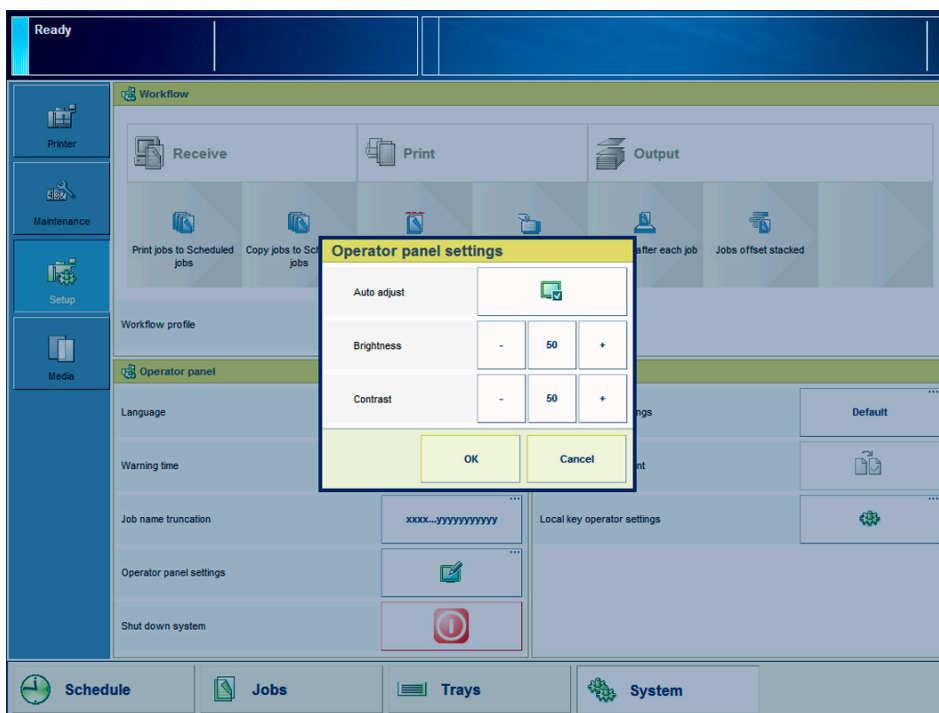 Ready
Printer
Maintenance
Setup
Media
Workflow
Receive
Print
Output
Print jobs to Scheduled
jobs
Copy jobs to Sch
jobs
after each job
Jobs offset stacked
Workflow profile
Operator panel settings
Auto adjust
Brightness
-
50
+
Contrast
-
50
+
OK
Cancel
Operator panel
Language
Warning time
Job name truncation
xxxx...yyyyyyyyyyy
Operator panel settings
Shut down system
ngs
Default
nt
Local key operator settings
Schedule
Jobs
Trays
System